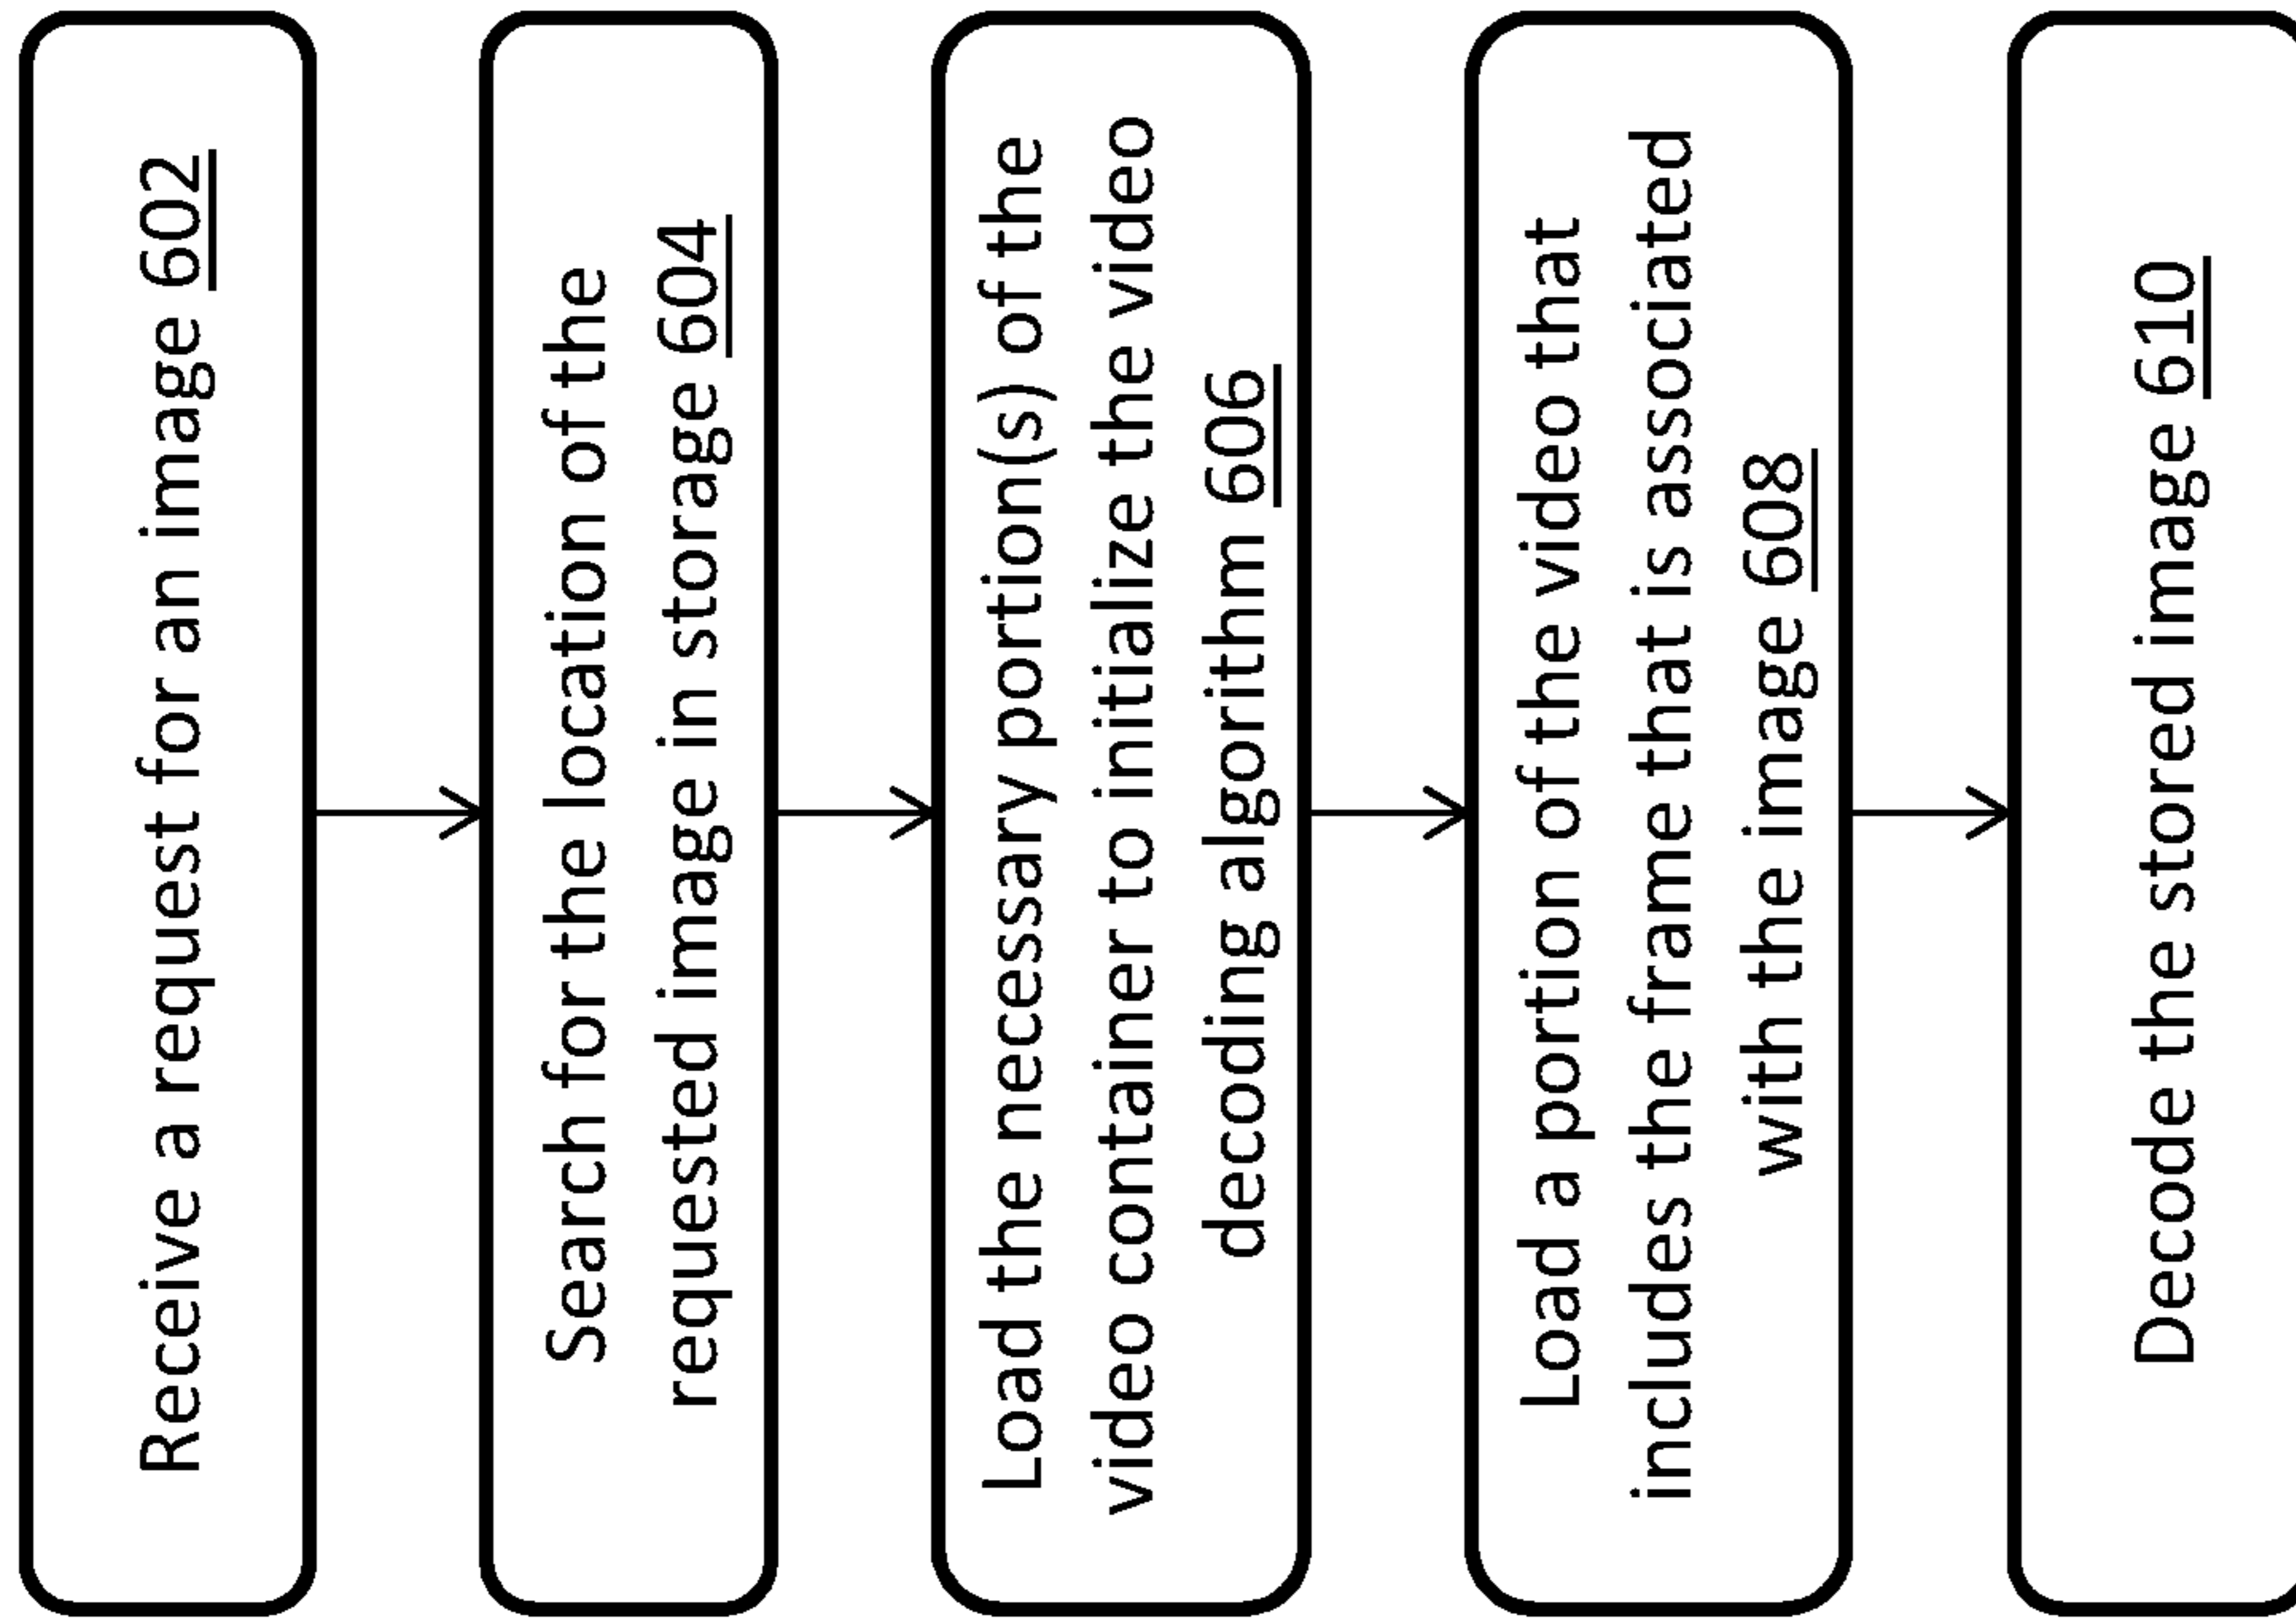 Receive a request for an image 602
Search for the location of the
requested image in storage 604
Load the necessary portion(s) of the
video container to initialize the video
decoding algorithm 606
Load a portion of the video that
includes the frame that is associated
with the image 608
Decode the stored image 610